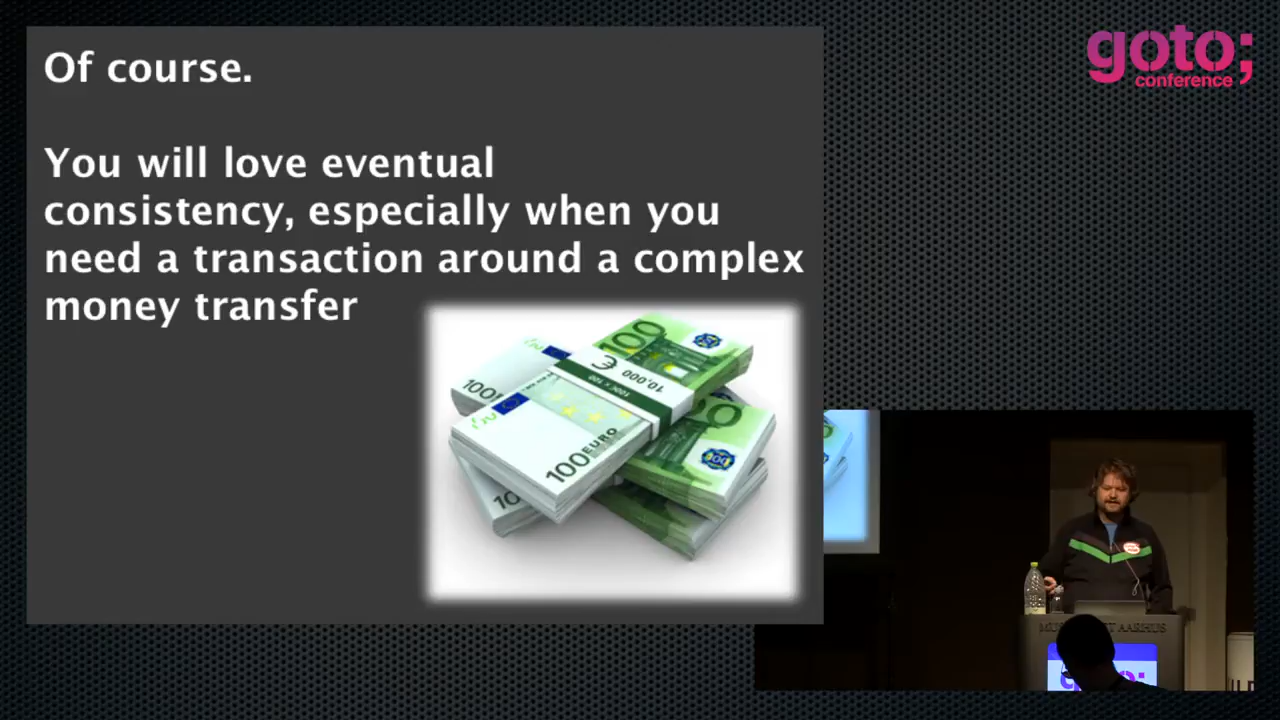 Of course.
You will love eventual
consistency, especially when you
need a transaction around a complex
money transfer
goto;
conference
100
10.000
100 EURO